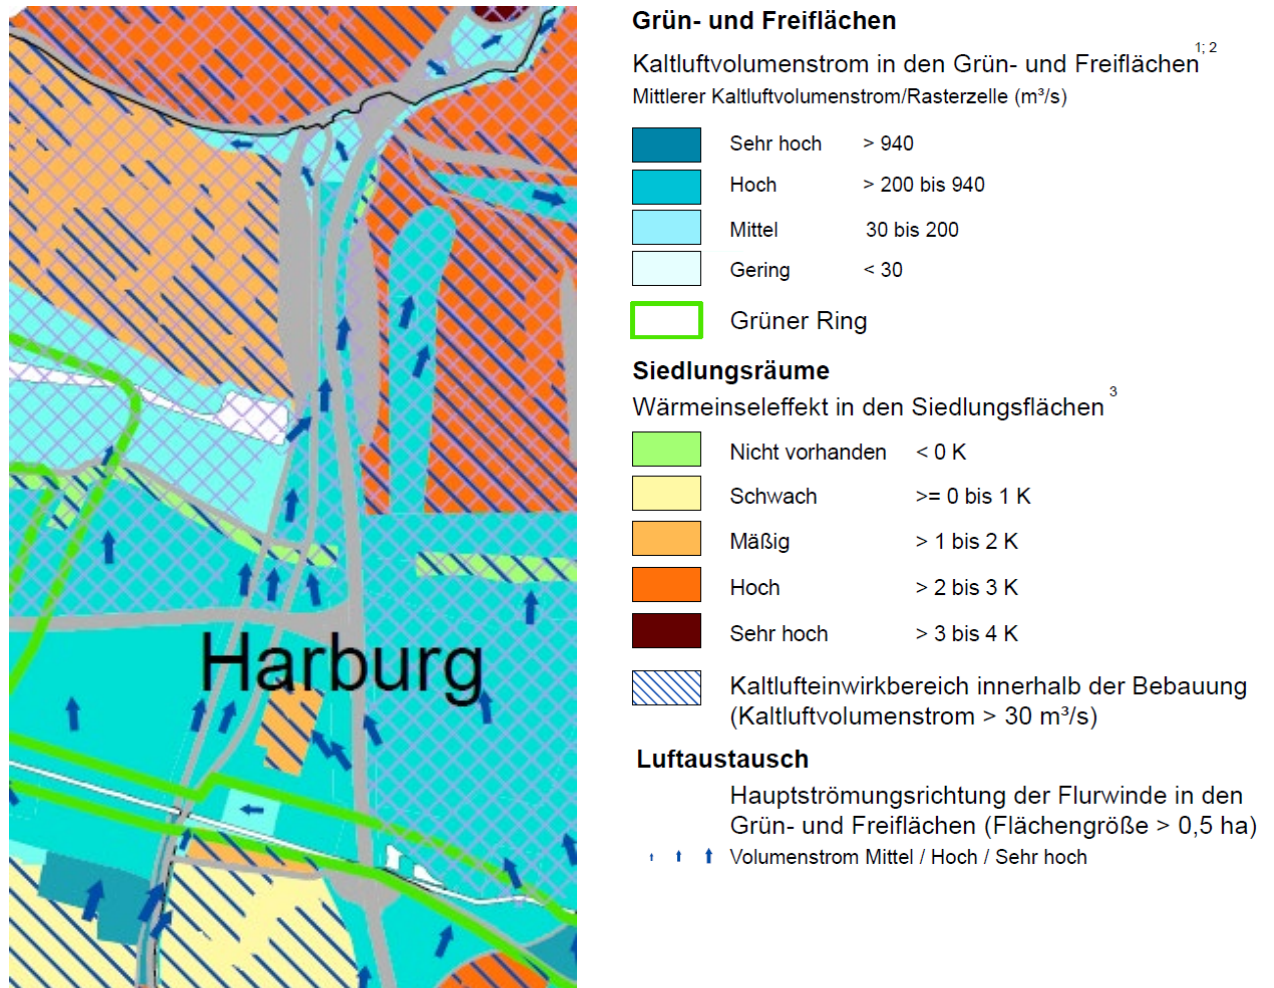 Harburg
Grün- und Freiflächen
Kaltluftvolumenstrom in den Grün- und Freiflächen 1; 2
Mittlerer Kaltluftvolumenstrom/Rasterzelle (m³/s)
Sehr hoch > 940
Hoch > 200 bis 940
Mittel 30 bis 200
Gering < 30
Grüner Ring
Siedlungsräume
Wärmeinseleffekt in den Siedlungsflächen 3
Nicht vorhanden < 0 K
Schwach >= 0 bis 1 K
Mäßig > 1 bis 2 K
Hoch > 2 bis 3 K
Sehr hoch > 3 bis 4 K
Kaltlufteinwirkbereich innerhalb der Bebauung
(Kaltluftvolumenstrom > 30 m³/s)
Luftaustausch
Hauptströmungsrichtung der Flurwinde in den
Grün- und Freiflächen (Flächengröße > 0,5 ha)
Volumenstrom Mittel / Hoch / Sehr hoch